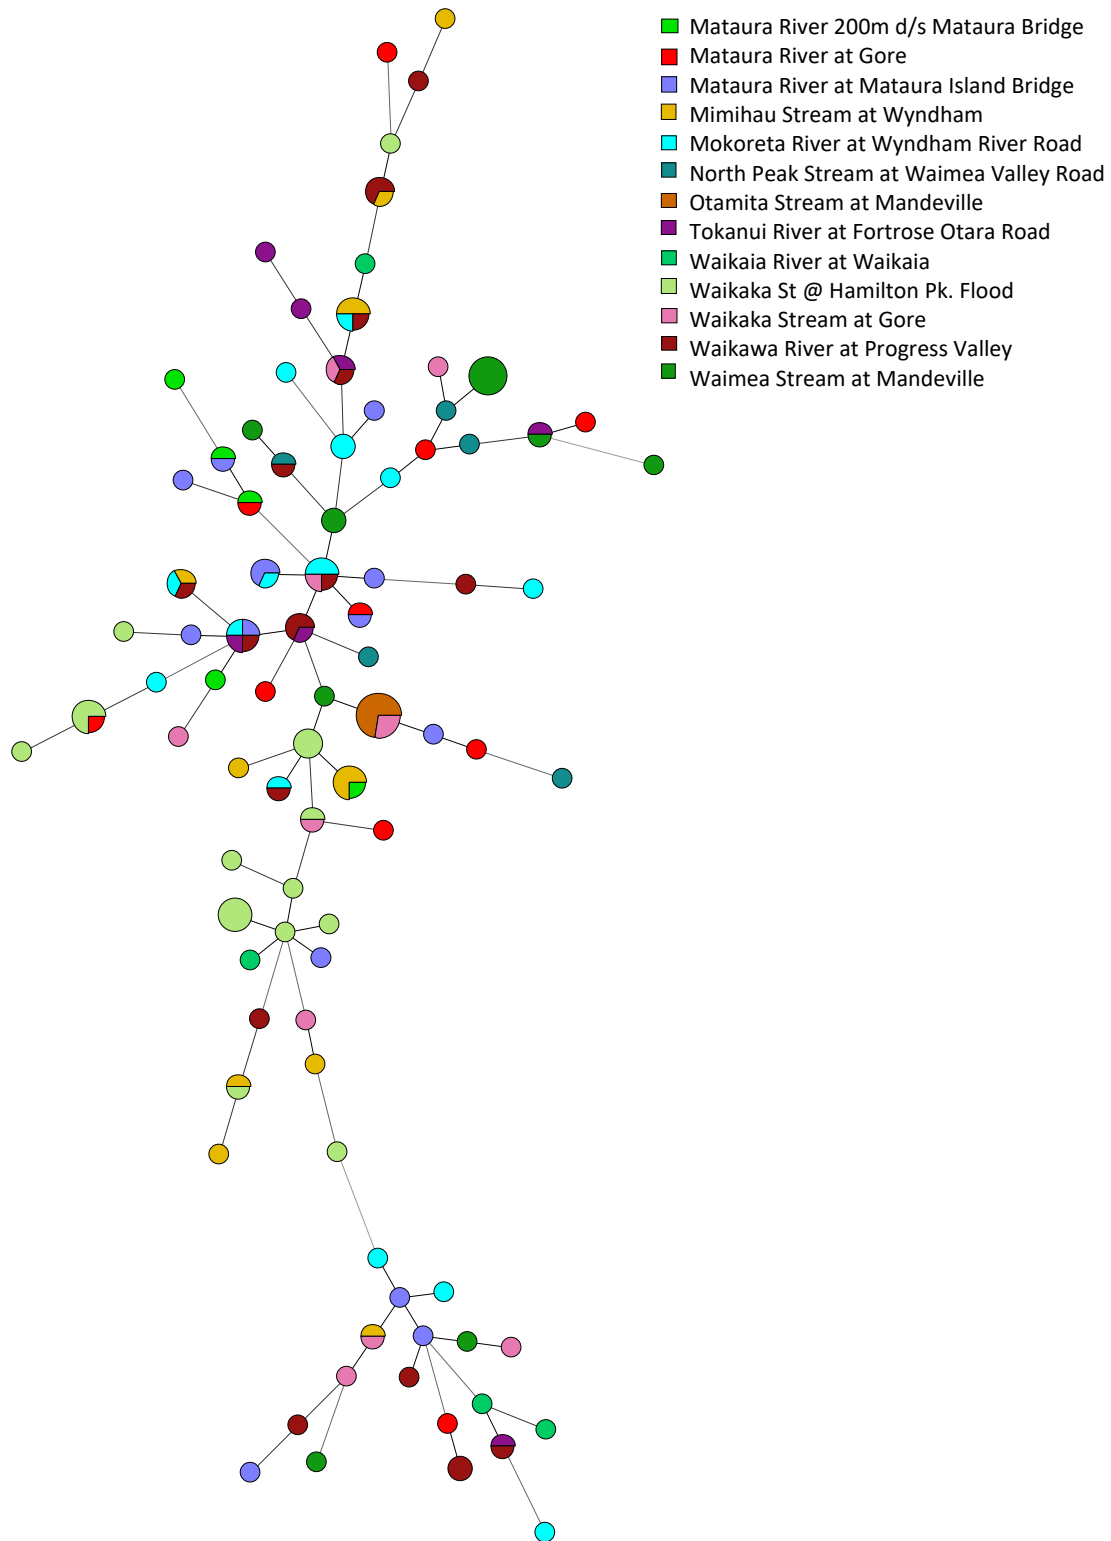 Mataura River 200m d/s Mataura Bridge
Mataura River at Gore
Mataura River at Mataura Island Bridge
Mimihau Stream at Wyndham
Mokoreta River at Wyndham River Road
North Peak Stream at Waimea Valley Road
Otamita Stream at Mandeville
Tokanui River at Fortrose Otara Road
Waikaia River at Waikaia
Waikaka St @ Hamilton Pk. Flood
Waikaka Stream at Gore
Waikawa River at Progress Valley
Waimea Stream at Mandeville